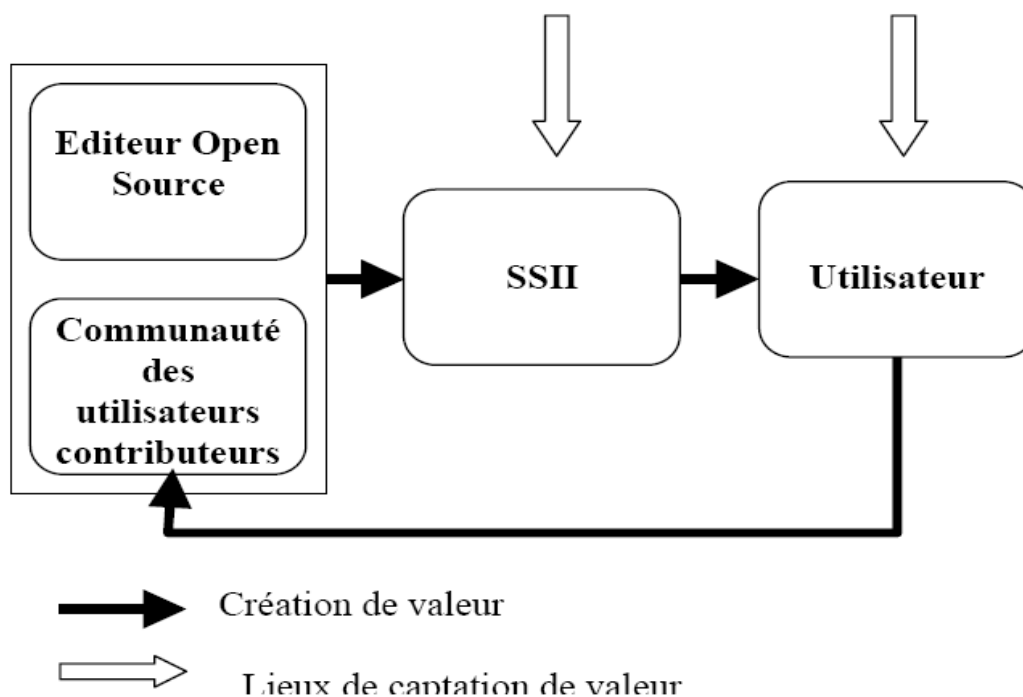 Editeur Open
Source
Communauté
des
utilisateurs
contributeurs
SSII
Utilisateur
Création de valeur
Lieux de captation de valeur